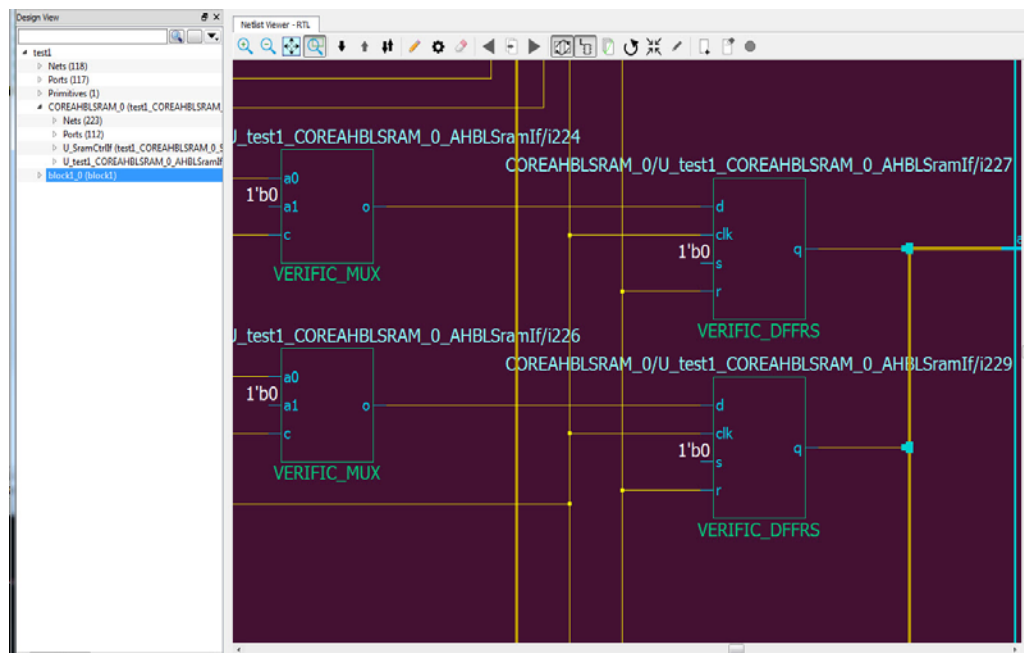 Design View
Netlist Viewer - RTL
test1
Nets (118)
Ports (117)
Primitives (1)
COREAHBLSRAM_0 (test1_COREAHBLSRAM_
Nets (223)
Ports (112)
U_SramCtrlIf (test1_COREAHBLSRAM_0_S
U_test1_COREAHBLSRAM_0_AHBLSramIf
block1_0 (block1)
U_test1_COREAHBLSRAM_0_AHBLSramIf/i224
a0
1'b0
a1
o
c
VERIFIC_MUX
COREAHBLSRAM_0/U_test1_COREAHBLSRAM_0_AHBLSramIf/i227
d
clk
1'b0
s
q
r
VERIFIC_DFFRS
a
U_test1_COREAHBLSRAM_0_AHBLSramIf/i226
a0
1'b0
a1
o
c
VERIFIC_MUX
COREAHBLSRAM_0/U_test1_COREAHBLSRAM_0_AHBLSramIf/i229
d
clk
1'b0
s
q
r
VERIFIC_DFFRS